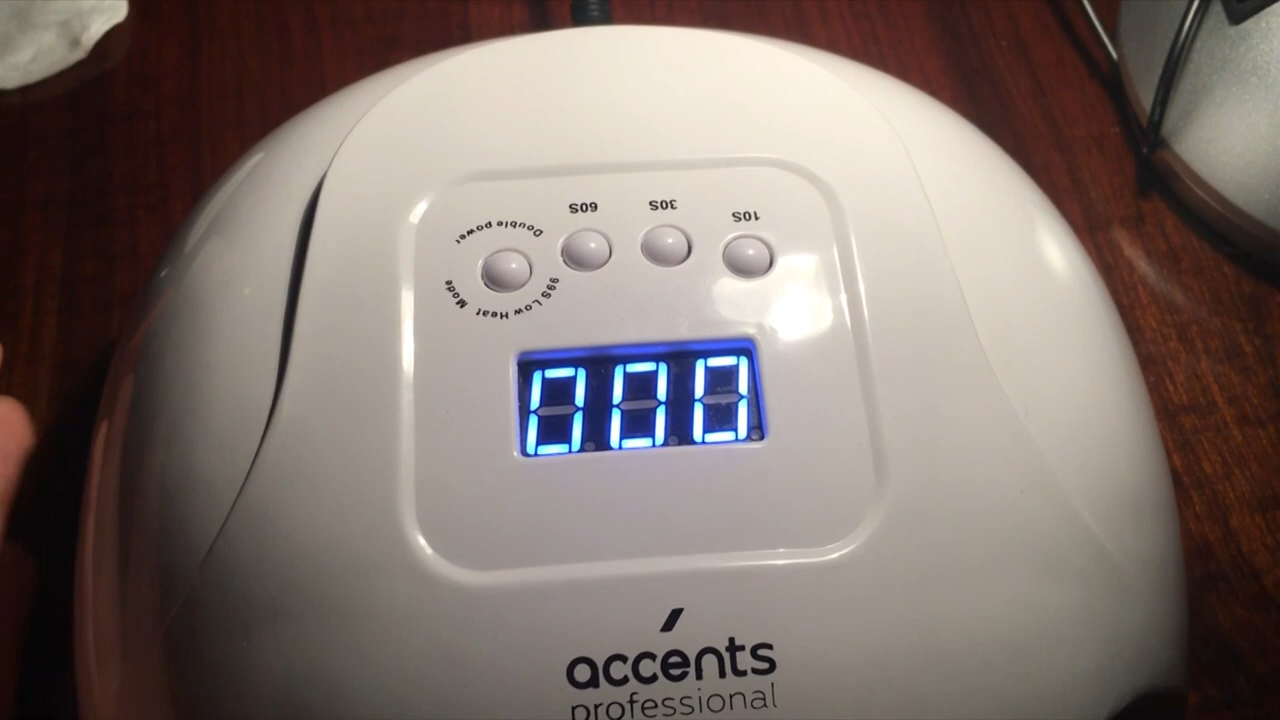 Double power
99S Low Heat Mode
60S
30S
10S
000
accents
professional